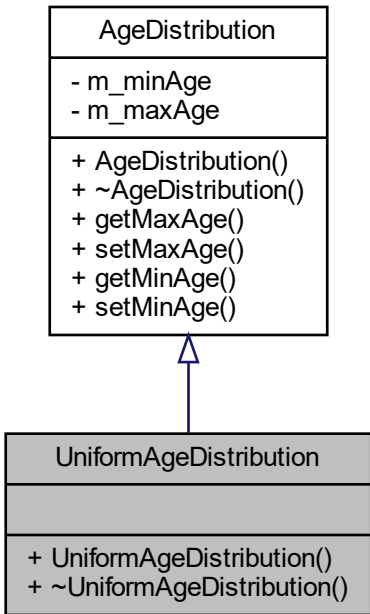 AgeDistribution
- m_minAge
- m_maxAge
+ AgeDistribution()
+ ~AgeDistribution()
+ getMaxAge()
+ setMaxAge()
+ getMinAge()
+ setMinAge()
UniformAgeDistribution
+ UniformAgeDistribution()
+ ~UniformAgeDistribution()